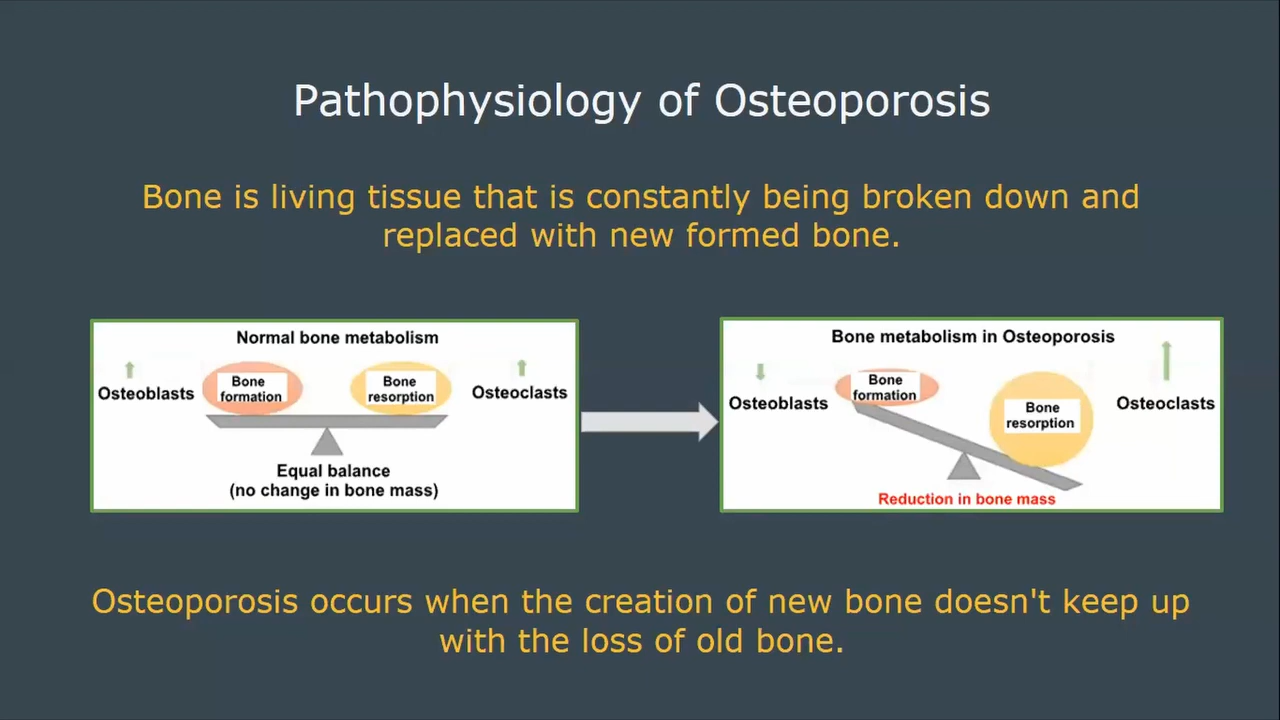 Pathophysiology of Osteoporosis
Bone is living tissue that is constantly being broken down and
replaced with new formed bone.
Normal bone metabolism
Osteoblasts
Bone
formation
Bone
resorption
Osteoclasts
Equal balance
(no change in bone mass)
Bone metabolism in Osteoporosis
Osteoblasts
Bone
formation
Bone
resorption
Osteoclasts
Reduction in bone mass
Osteoporosis occurs when the creation of new bone doesn't keep up
with the loss of old bone.